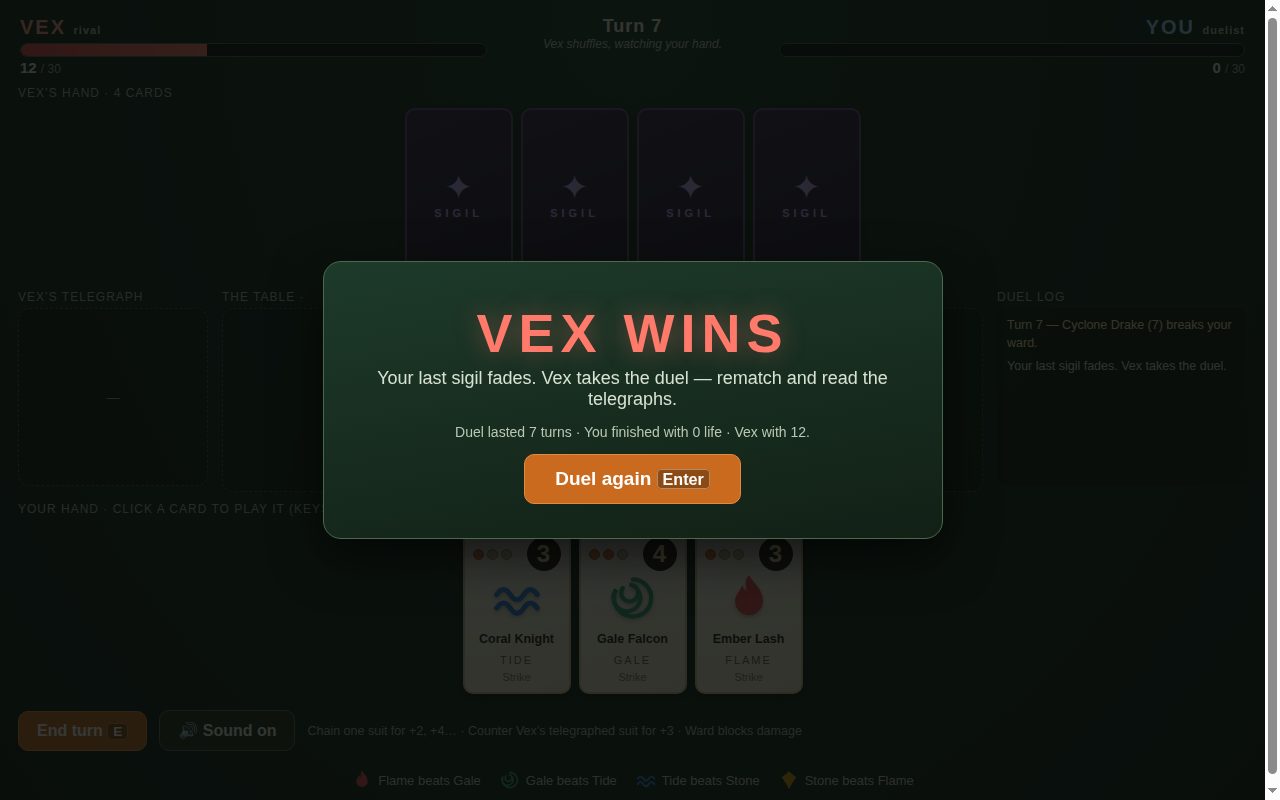 VEX rival
Turn 7
YOU duelist
Vex shuffles, watching your hand.
12 / 30
0 / 30
VEX'S HAND · 4 CARDS
SIGIL
SIGIL
SIGIL
SIGIL
VEX'S TELEGRAPH
THE TABLE ·
DUEL LOG
Turn 7 — Cyclone Drake (7) breaks your
ward.
Your last sigil fades. Vex takes the duel.
—
VEX WINS
Your last sigil fades. Vex takes the duel — rematch and read the
telegraphs.
Duel lasted 7 turns · You finished with 0 life · Vex with 12.
Duel again Enter
YOUR HAND · CLICK A CARD TO PLAY IT (KEYS
3
4
3
Coral Knight
Gale Falcon
Ember Lash
TIDE
GALE
FLAME
Strike
Strike
Strike
End turn E
🔊 Sound on
Chain one suit for +2, +4… · Counter Vex's telegraphed suit for +3 · Ward blocks damage
Flame beats Gale
Gale beats Tide
Tide beats Stone
Stone beats Flame